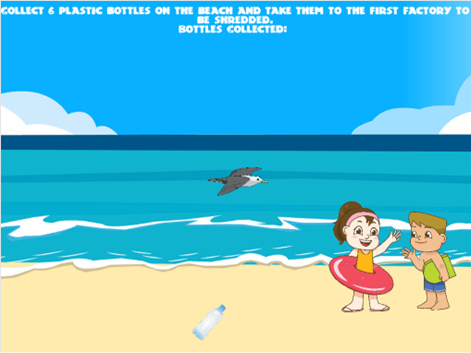 COLLECT 6 PLASTIC BOTTLES ON THE BEACH AND TAKE THEM TO THE FIRST FACTORY TO
BE SHREDDED.
BOTTLES COLLECTED: